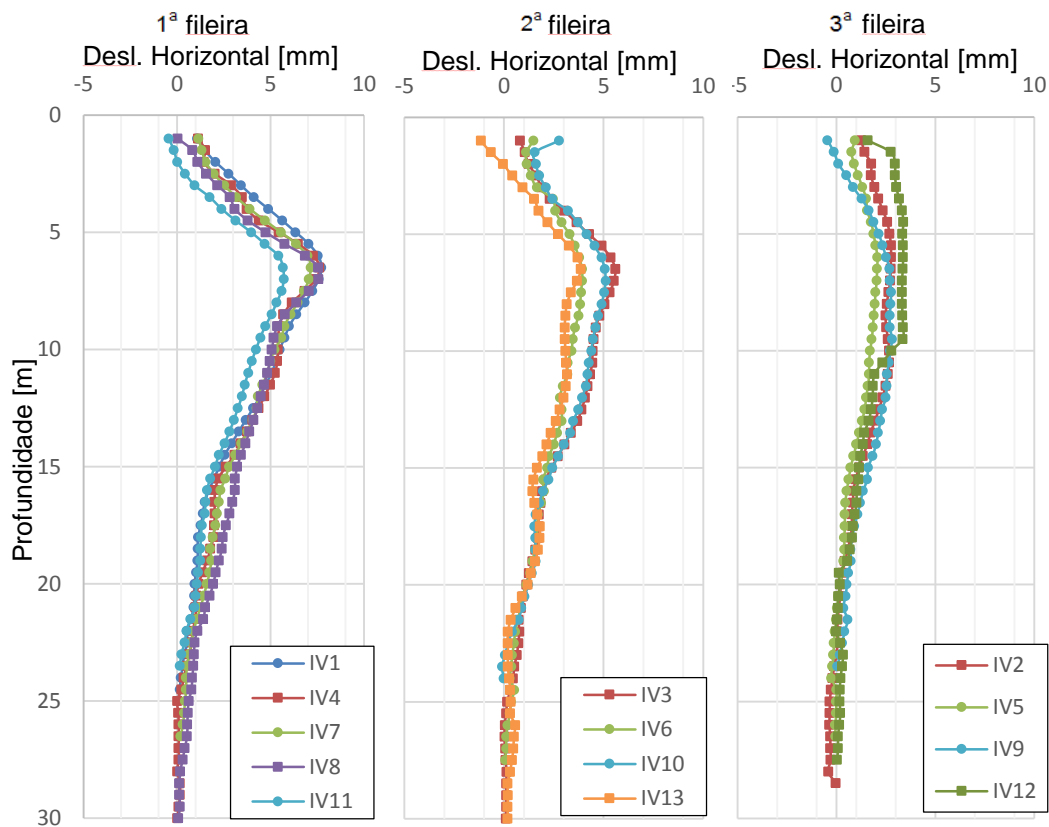 1ª fileira
Desl. Horizontal [mm]
-5 0 5 10
2ª fileira
Desl. Horizontal [mm]
-5 0 5 10
3ª fileira
Desl. Horizontal [mm]
-5 0 5 10
Profundidade [m]
0
5
10
15
20
25
30
IV1
IV4
IV7
IV8
IV11
IV3
IV6
IV10
IV13
IV2
IV5
IV9
IV12